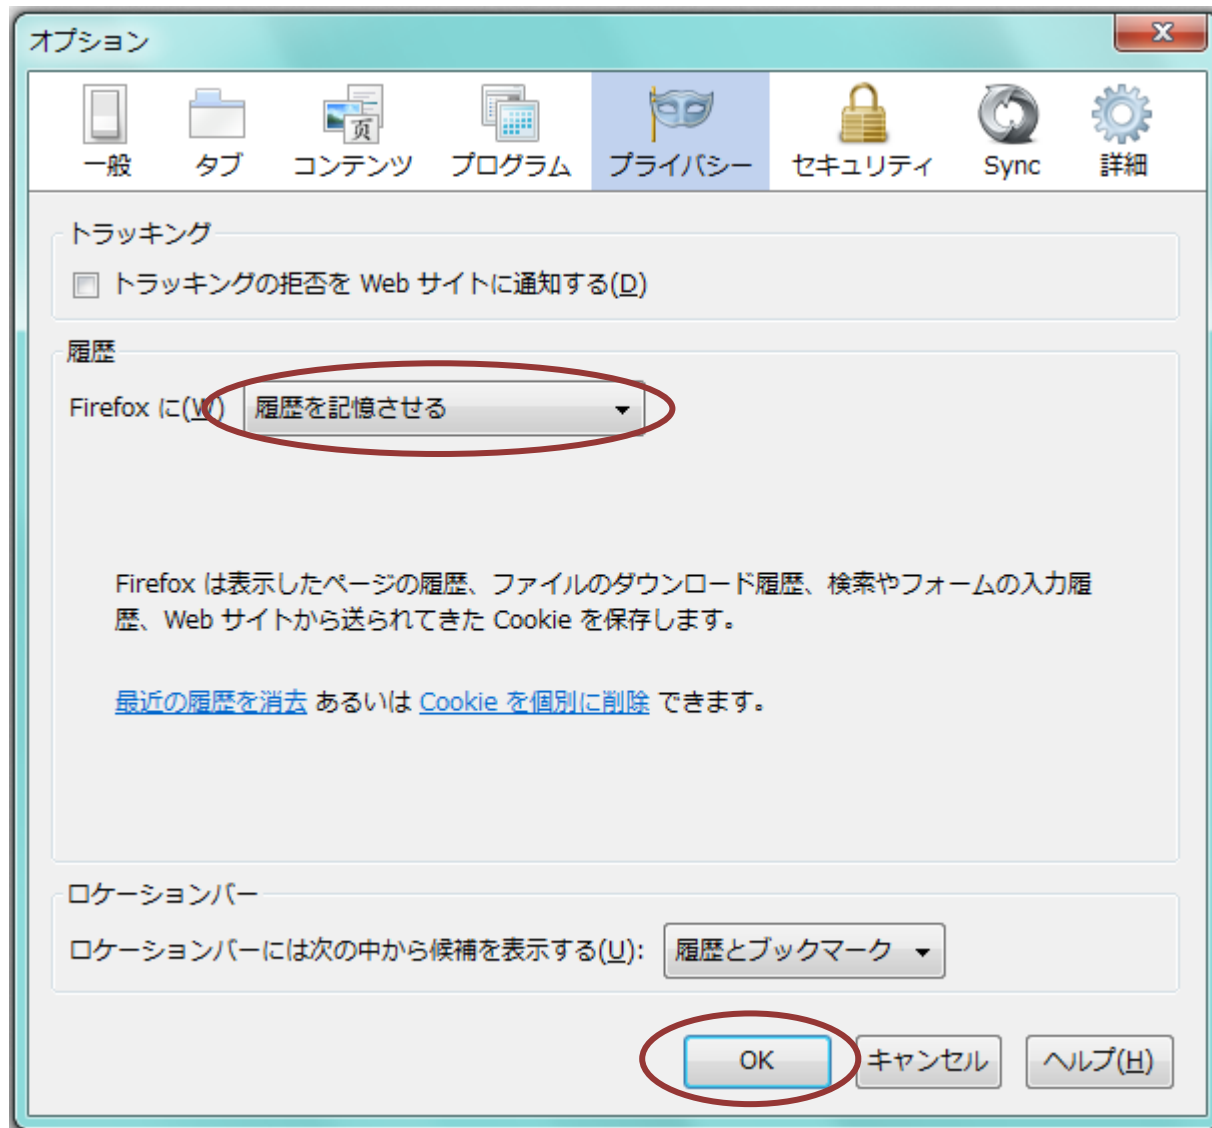 オプション
x
页
一般 タブ コンテンツ プログラム プライバシー セキュリティ Sync 詳細
トラッキング
トラッキングの拒否を Web サイトに通知する(D)
履歴
Firefox に(W) 履歴を記憶させる
Firefox は表示したページの履歴、ファイルのダウンロード履歴、検索やフォームの入力履
歴、Web サイトから送られてきた Cookie を保存します。
最近の履歴を消去 あるいは Cookie を個別に削除 できます。
ロケーションバー
ロケーションバーには次の中から候補を表示する(U): 履歴とブックマーク
OK キャンセル ヘルプ(H)